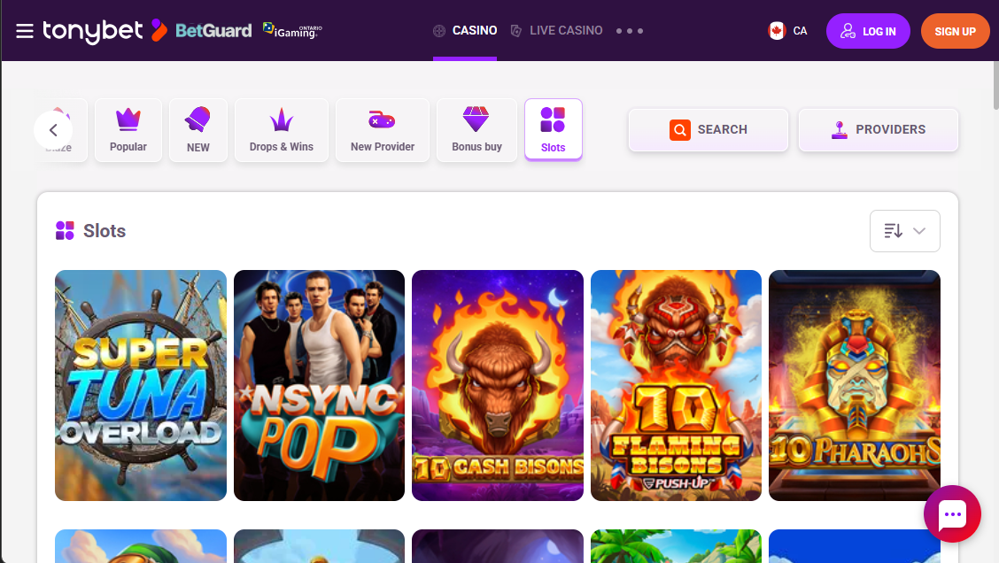 tonybet BetGuard iGaming ONTARIO
CASINO LIVE CASINO
CA LOG IN SIGN UP
Popular NEW Drops & Wins New Provider Bonus buy Slots
SEARCH PROVIDERS
Slots
SUPER
TUNA
OVERLOAD
*NSYNC
POP
10 CASH BISONS
10
FLAMING
BISONS
PUSH-UP
10 PHARAOHS